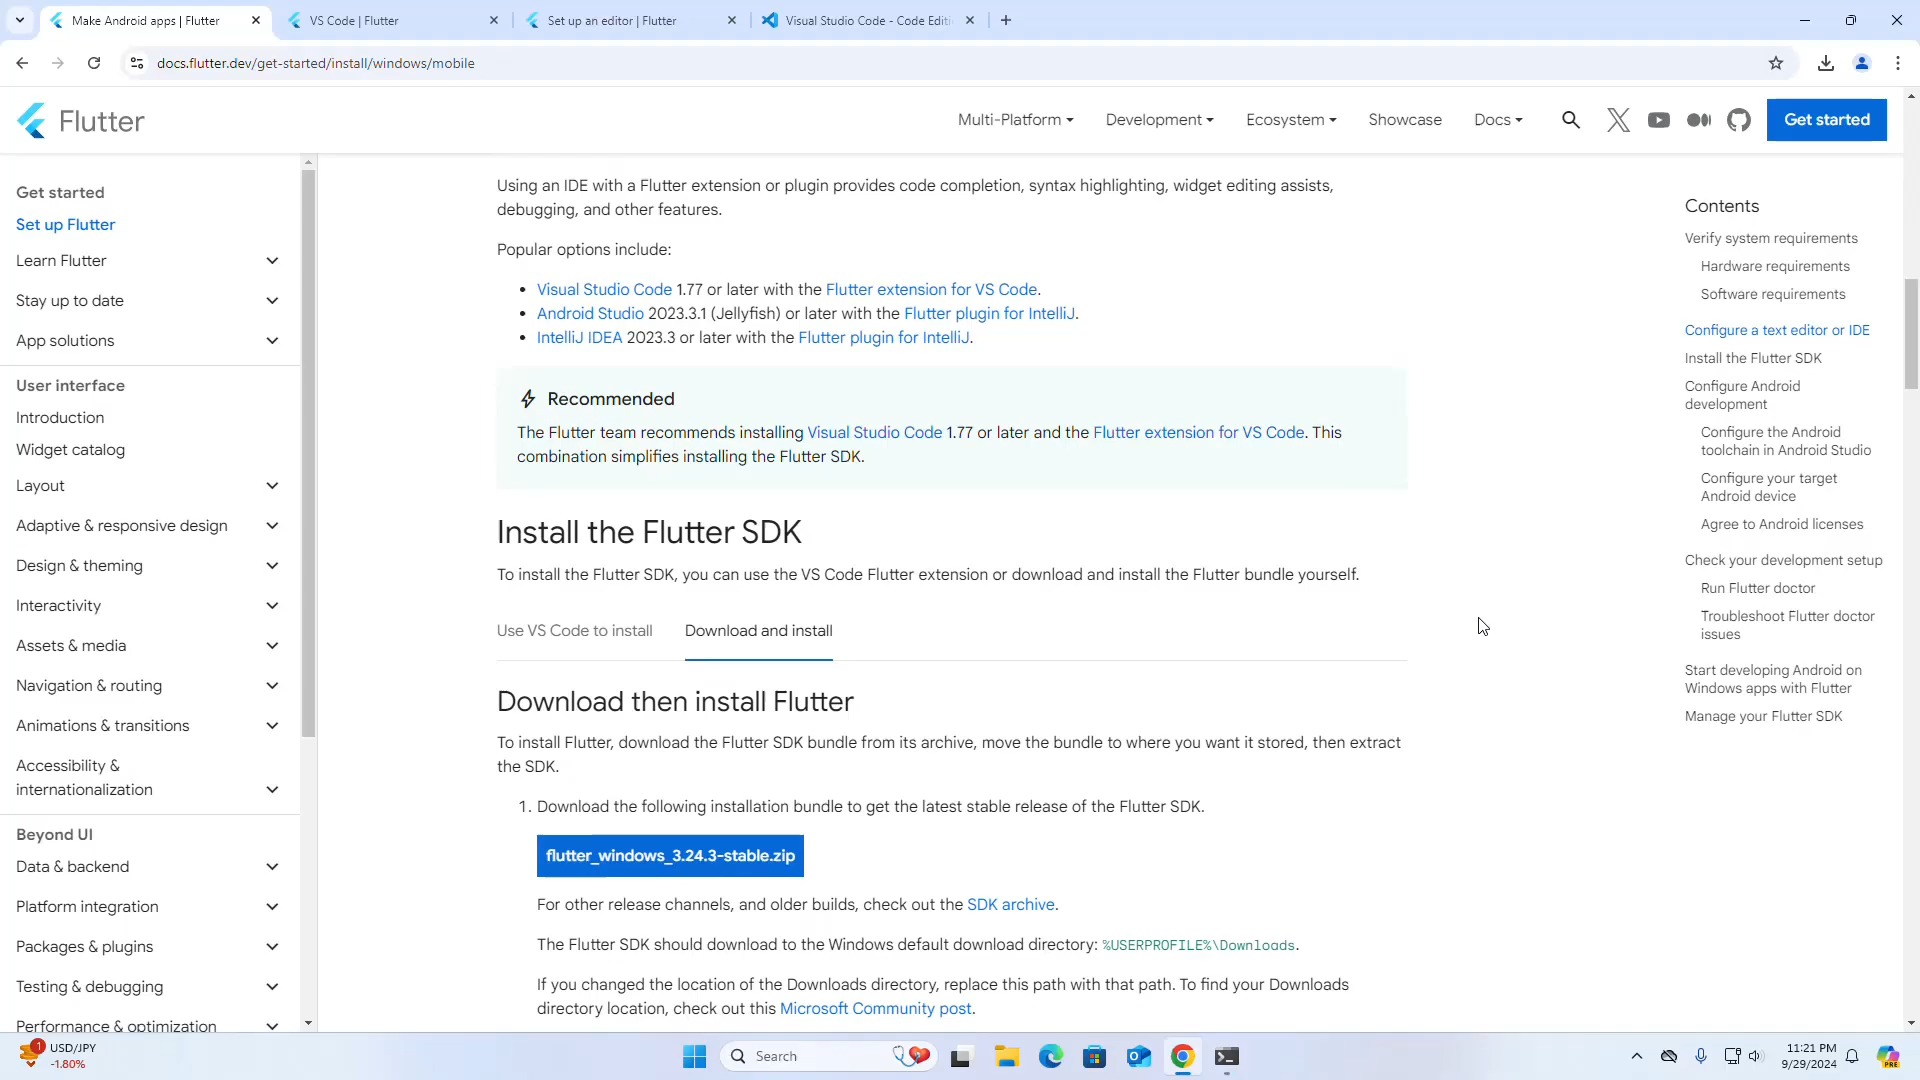 Make Android apps | Flutter
VS Code | Flutter
Set up an editor | Flutter
Visual Studio Code - Code Editi
docs.flutter.dev/get-started/install/windows/mobile
Flutter
Multi-Platform
Development
Ecosystem
Showcase
Docs
Get started
Get started
Set up Flutter
Learn Flutter
Stay up to date
App solutions
User interface
Introduction
Widget catalog
Layout
Adaptive & responsive design
Design & theming
Interactivity
Assets & media
Navigation & routing
Animations & transitions
Accessibility &
internationalization
Beyond UI
Data & backend
Platform integration
Packages & plugins
Testing & debugging
Performance & optimization
Using an IDE with a Flutter extension or plugin provides code completion, syntax highlighting, widget editing assists,
debugging, and other features.
Popular options include:
• Visual Studio Code 1.77 or later with the Flutter extension for VS Code.
• Android Studio 2023.3.1 (Jellyfish) or later with the Flutter plugin for IntelliJ.
• IntelliJ IDEA 2023.3 or later with the Flutter plugin for IntelliJ.
Recommended
The Flutter team recommends installing Visual Studio Code 1.77 or later and the Flutter extension for VS Code. This
combination simplifies installing the Flutter SDK.
Install the Flutter SDK
To install the Flutter SDK, you can use the VS Code Flutter extension or download and install the Flutter bundle yourself.
Use VS Code to install
Download and install
Download then install Flutter
To install Flutter, download the Flutter SDK bundle from its archive, move the bundle to where you want it stored, then extract
the SDK.
1. Download the following installation bundle to get the latest stable release of the Flutter SDK.
flutter_windows_3.24.3-stable.zip
For other release channels, and older builds, check out the SDK archive.
The Flutter SDK should download to the Windows default download directory: %USERPROFILE%\Downloads.
If you changed the location of the Downloads directory, replace this path with that path. To find your Downloads
directory location, check out this Microsoft Community post.
Contents
Verify system requirements
Hardware requirements
Software requirements
Configure a text editor or IDE
Install the Flutter SDK
Configure Android
development
Configure the Android
toolchain in Android Studio
Configure your target
Android device
Agree to Android licenses
Check your development setup
Run Flutter doctor
Troubleshoot Flutter doctor
issues
Start developing Android on
Windows apps with Flutter
Manage your Flutter SDK
1
USD/JPY
-1.80%
Search
11:21 PM
9/29/2024
PRE